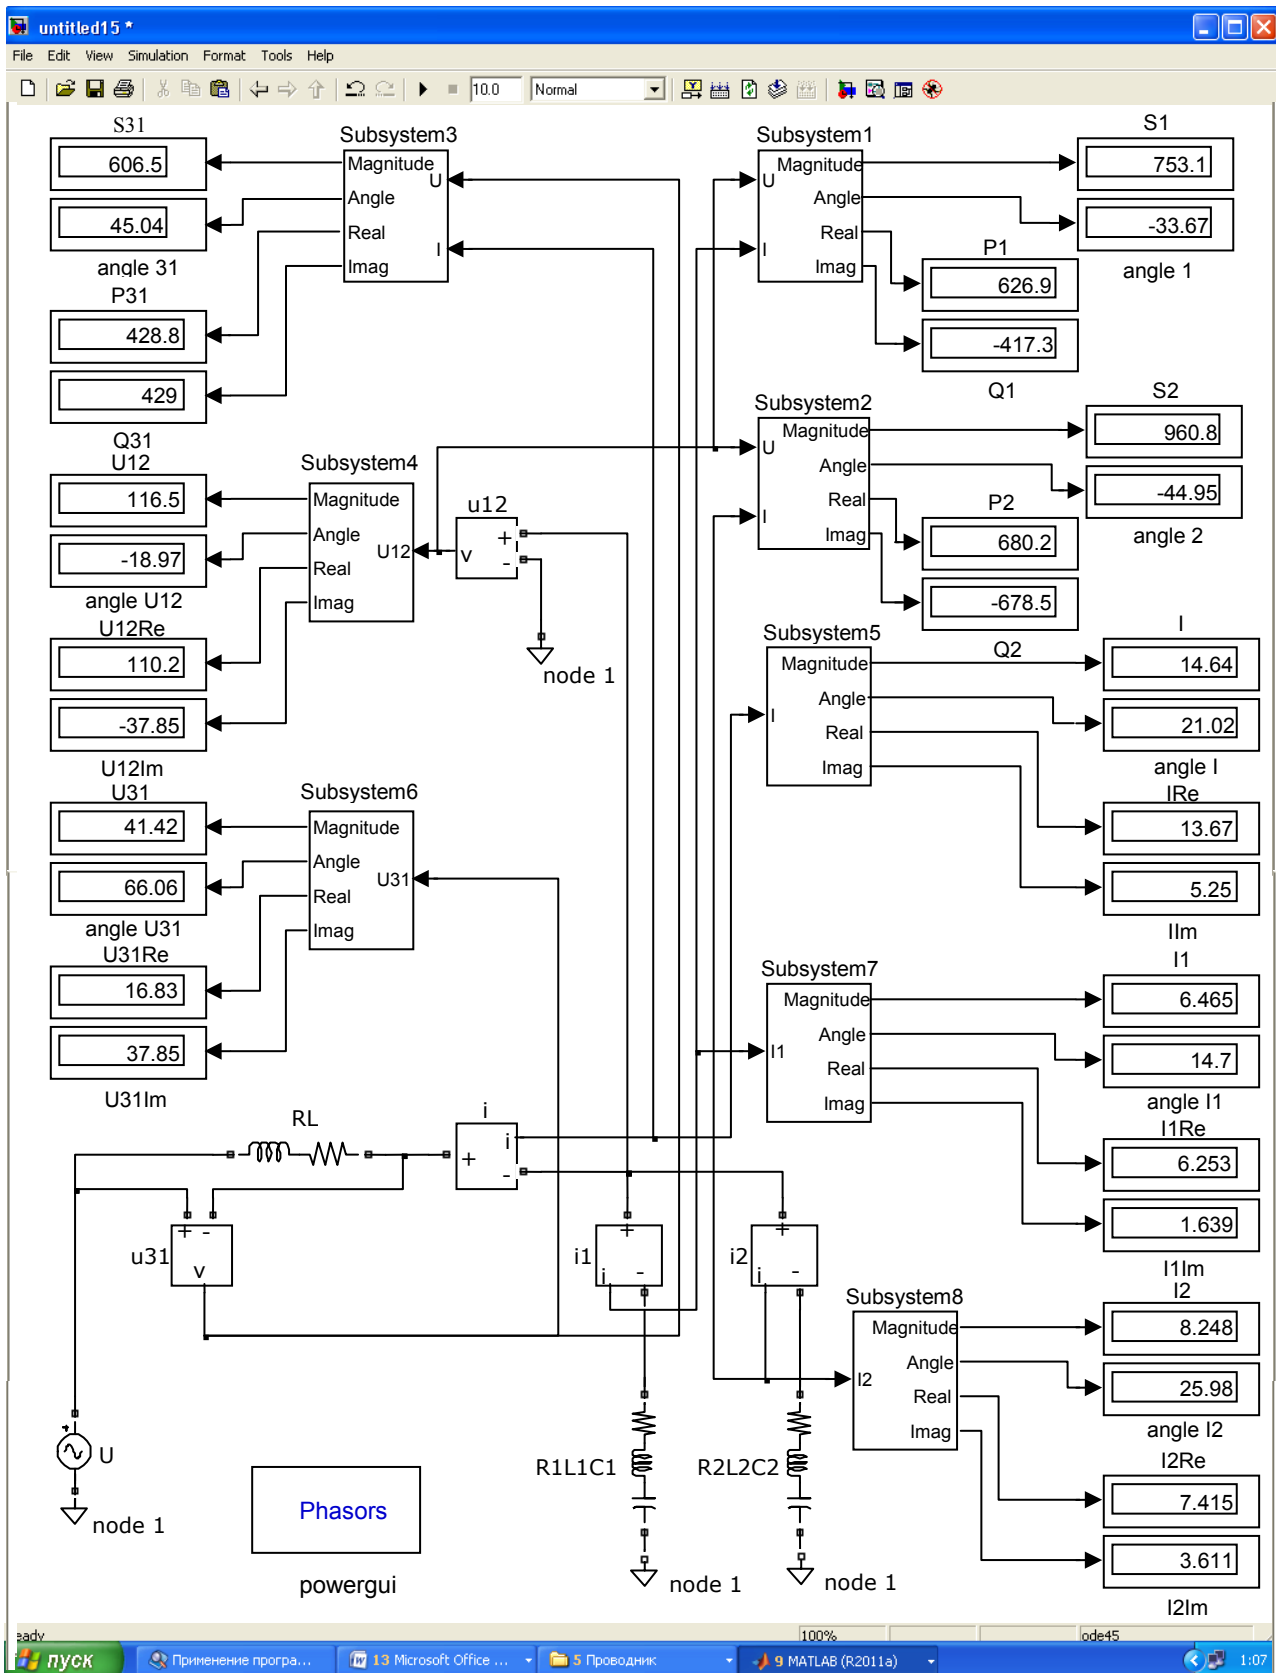 untitled15 *
File Edit View Simulation Format Tools Help
10.0 Normal
S31
606.5
45.04
angle 31
P31
428.8
429
Q31
Subsystem3
Magnitude
Angle
Real
Imag
U
I
Subsystem1
U
I
Magnitude
Angle
Real
Imag
S1
753.1
-33.67
angle 1
P1
626.9
-417.3
Q1
Subsystem2
U
I
Magnitude
Angle
Real
Imag
S2
960.8
-44.95
angle 2
P2
680.2
-678.5
Q2
U12
116.5
-18.97
angle U12
U12Re
110.2
-37.85
U12Im
Subsystem4
Magnitude
Angle
Real
Imag
U12
u12
+
v
-
node 1
Subsystem5
I
Magnitude
Angle
Real
Imag
I
14.64
21.02
angle I
IRe
13.67
5.25
IIm
U31
41.42
66.06
angle U31
U31Re
16.83
37.85
U31Im
Subsystem6
Magnitude
Angle
Real
Imag
U31
Subsystem7
I1
Magnitude
Angle
Real
Imag
I1
6.465
14.7
angle I1
I1Re
6.253
1.639
I1Im
RL
i
+
i
-
u31
+ -
v
i1
+
i -
i2
+
i -
Subsystem8
I2
Magnitude
Angle
Real
Imag
I2
8.248
25.98
angle I2
I2Re
7.415
3.611
I2Im
U
node 1
Phasors
powergui
R1L1C1
node 1
R2L2C2
node 1
eady 100% ode45
пуск Применение програ... 13 Microsoft Office ... 5 Проводник 9 MATLAB (R2011a) 1:07